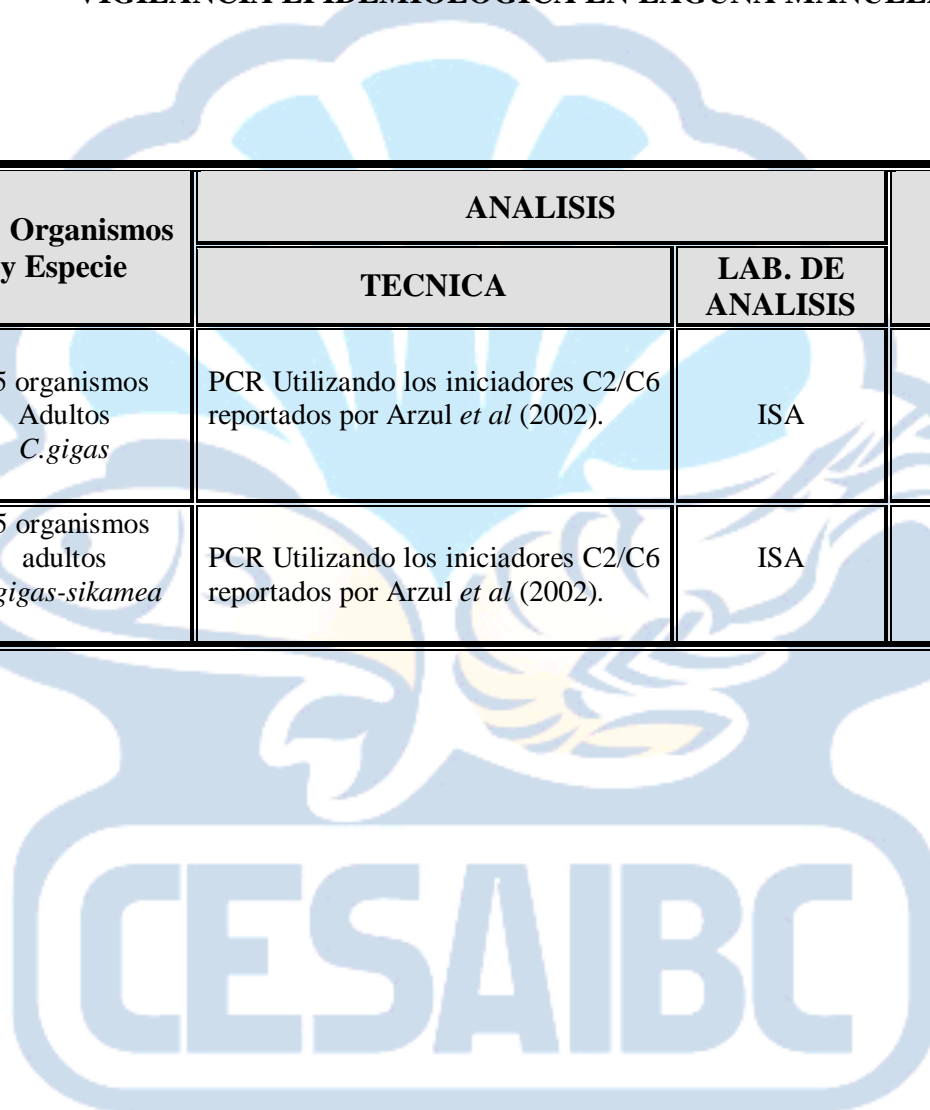 VIGILANCIA EPIDEMIOLOGICA EN LAGUNA
Organismos
y Especie
ANALISIS
TECNICA
LAB. DE
ANALISIS
5 organismos
Adultos
C.gigas
PCR Utilizando los iniciadores C2/C6
reportados por Arzul et al (2002).
ISA
5 organismos
adultos
gigas-sikamea
PCR Utilizando los iniciadores C2/C6
reportados por Arzul et al (2002).
ISA
CESAIBC